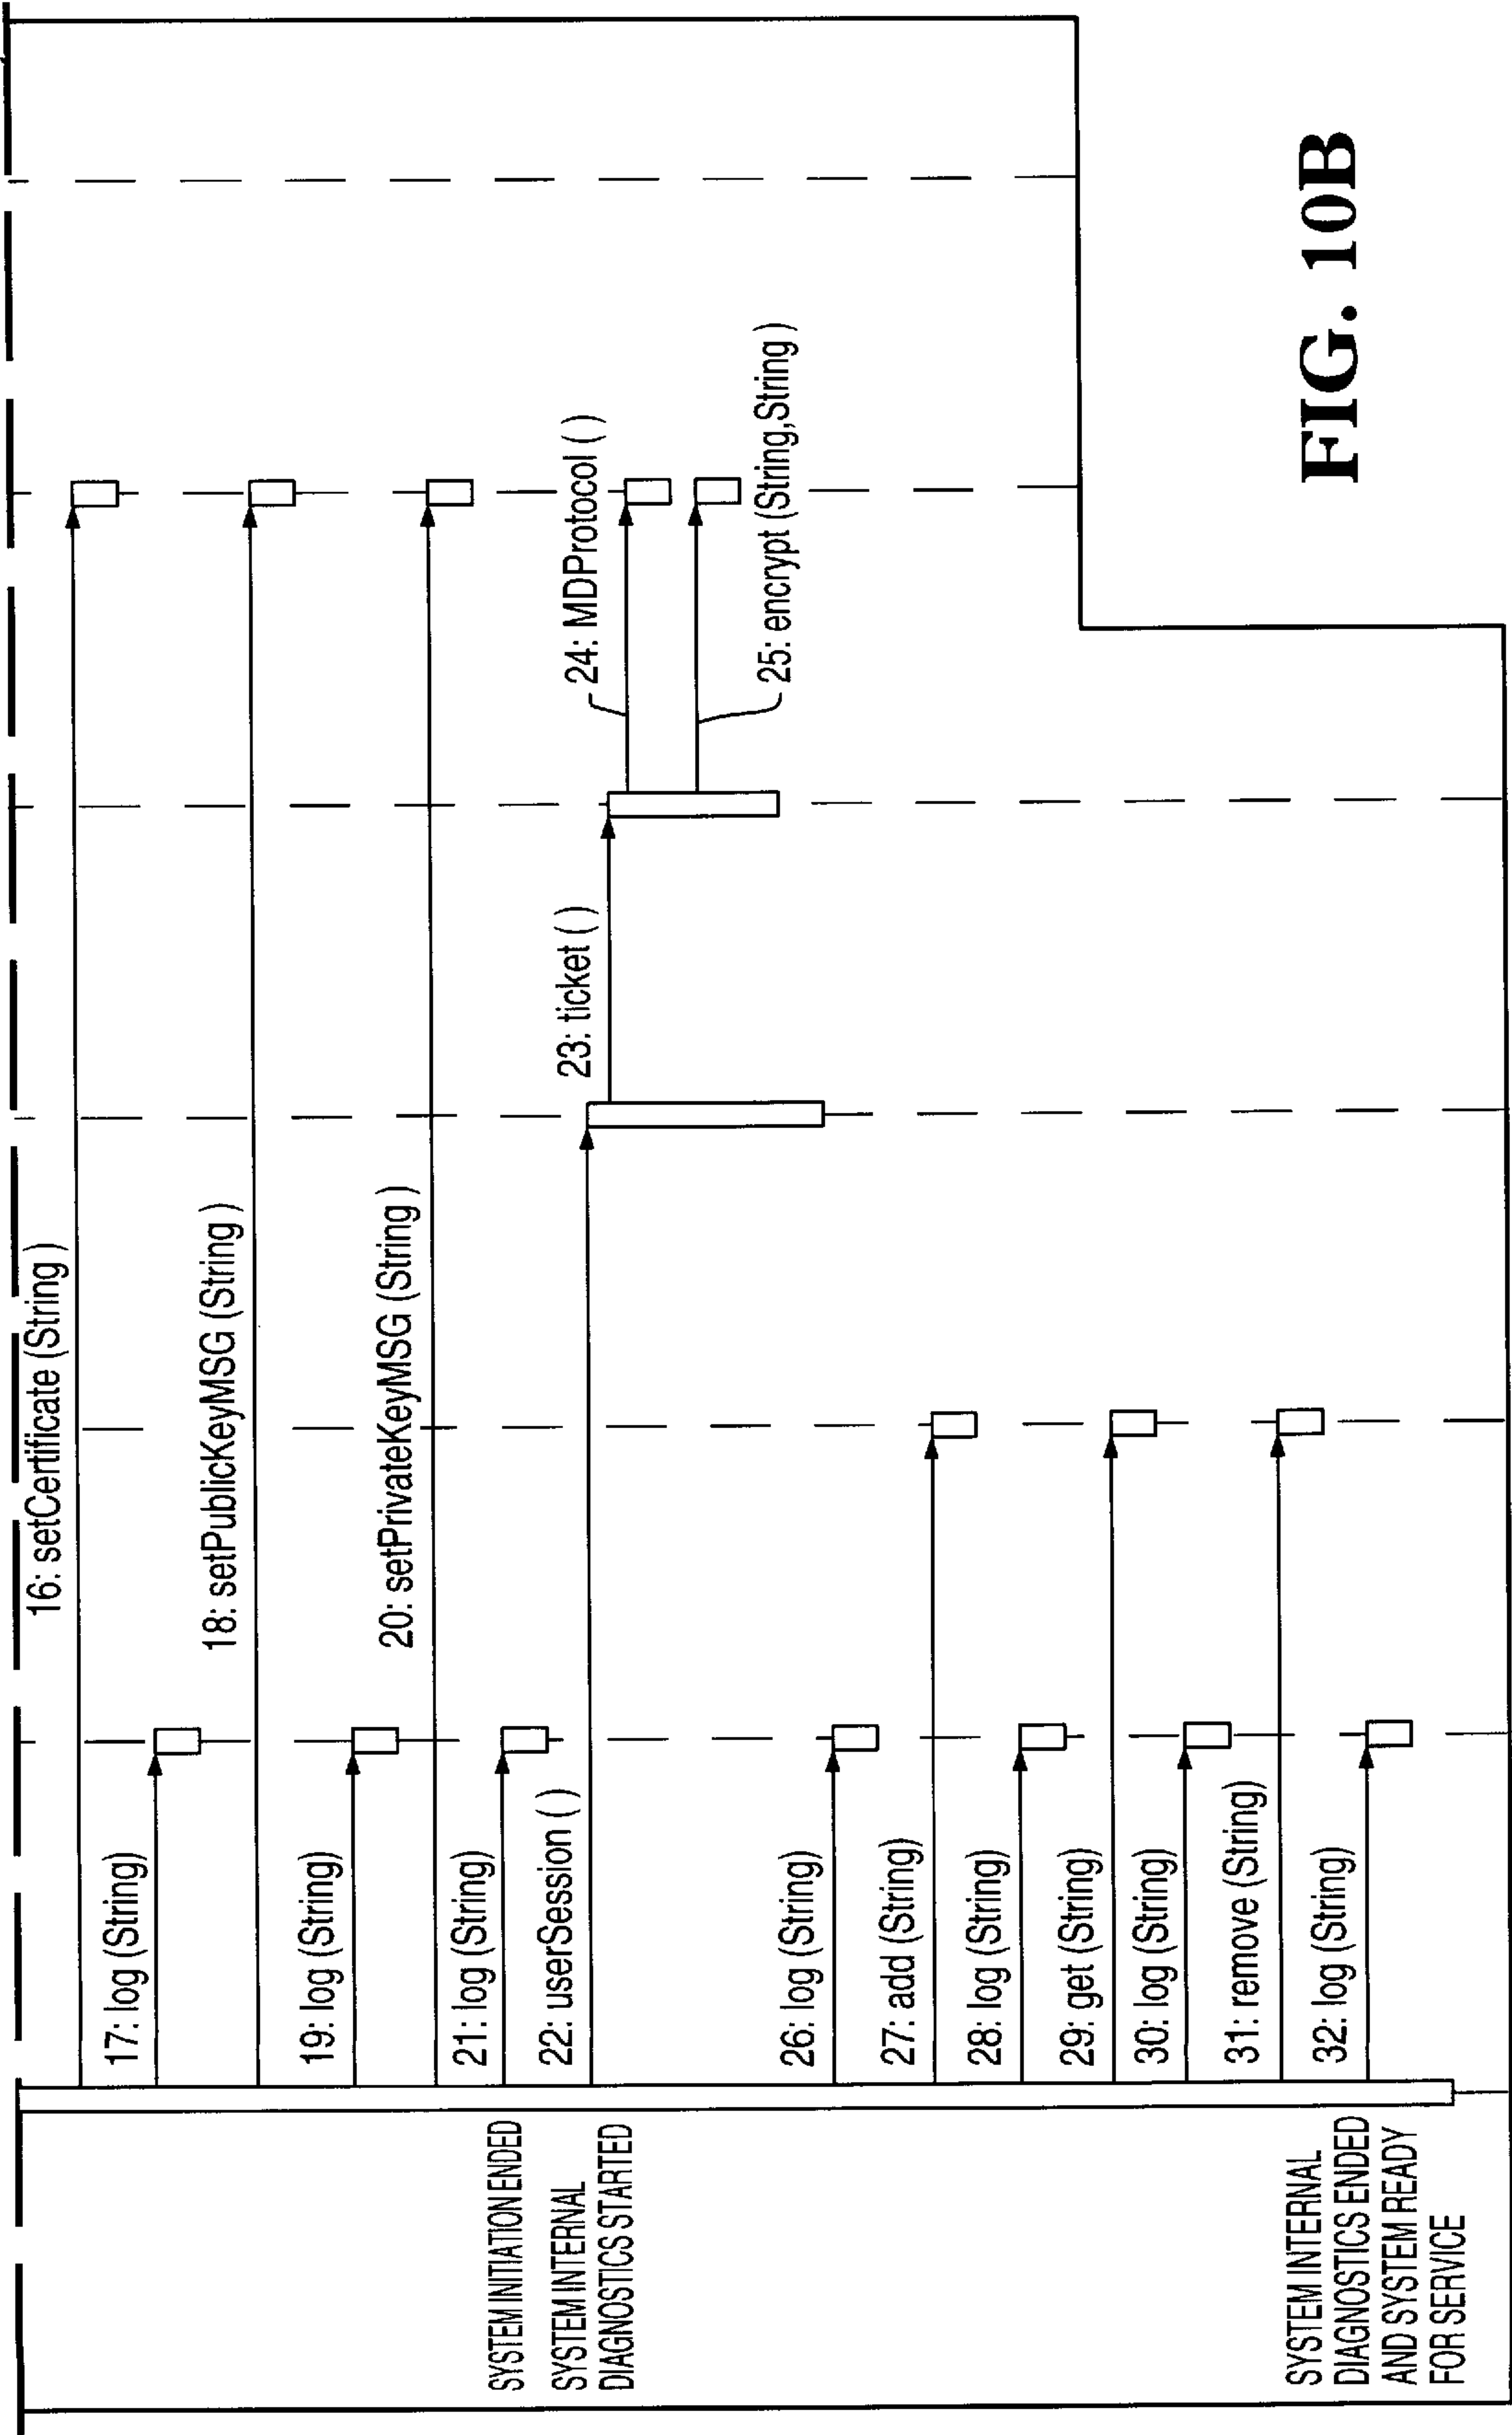 16: setCertificate (String )
17: log (String)
18: setPublicKeyMSG (String )
19: log (String)
20: setPrivateKeyMSG (String )
SYSTEM INITIATION ENDED
21: log (String)
SYSTEM INTERNAL
DIAGNOSTICS STARTED
22: userSession ( )
23: ticket ( )
24: MDProtocol ( )
25: encrypt (String,String )
26: log (String)
27: add (String)
28: log (String)
29: get (String)
30: log (String)
31: remove (String)
32: log (String)
SYSTEM INTERNAL
DIAGNOSTICS ENDED
AND SYSTEM READY
FOR SERVICE
FIG. 10B